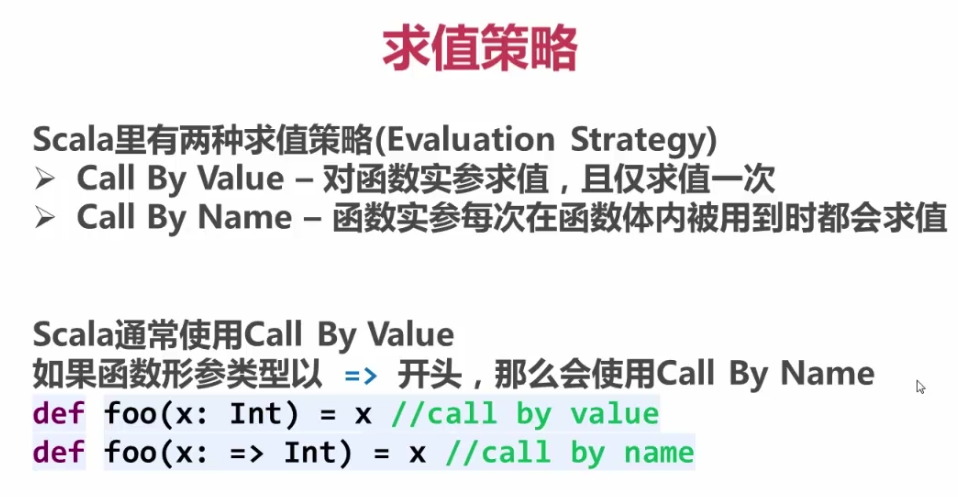 求值策略
Scala里有两种求值策略(Evaluation Strategy)
➢ Call By Value – 对函数实参求值，且仅求值一次
➢ Call By Name – 函数实参每次在函数体内被用到时都会求值
Scala通常使用Call By Value
如果函数形参类型以 => 开头，那么会使用Call By Name
def foo(x: Int) = x //call by value
def foo(x: => Int) = x //call by name